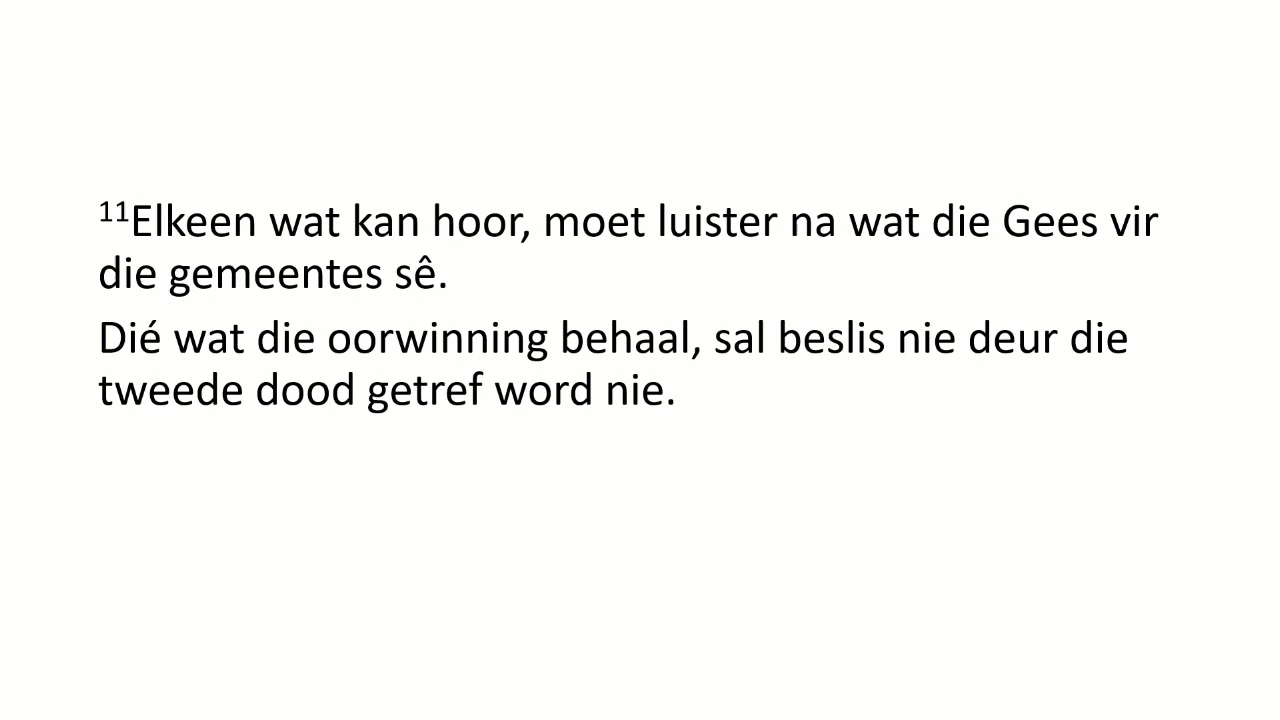 ¹¹Elkeen wat kan hoor, moet luister na wat die Gees vir
die gemeentes sê.
Dié wat die oorwinning behaal, sal beslis nie deur die
tweede dood getref word nie.